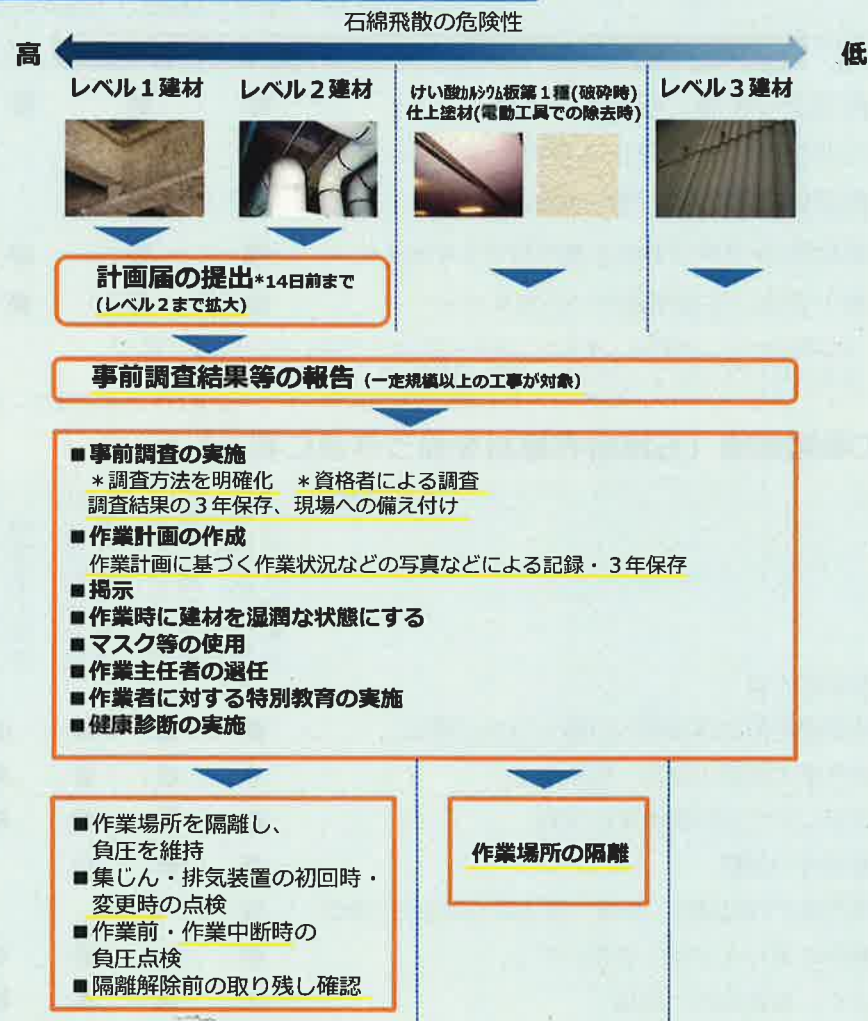 石綿飛散の危険性
高
低
レベル1建材
レベル2建材
けい酸カルシウム板第1種(破砕時)
仕上塗材(電動工具での除去時)
レベル3建材
計画届の提出*14日前まで
(レベル2まで拡大)
事前調査結果等の報告(一定規模以上の工事が対象)
■事前調査の実施
＊調査方法を明確化 ＊資格者による調査
調査結果の3年保存、現場への備え付け
■作業計画の作成
作業計画に基づく作業状況などの写真などによる記録・3年保存
■掲示
■作業時に建材を湿潤な状態にする
■マスク等の使用
■作業主任者の選任
■作業者に対する特別教育の実施
■健康診断の実施
■作業場所を隔離し、
負圧を維持
■集じん・排気装置の初回時・
変更時の点検
■作業前・作業中断時の
負圧点検
■隔離解除前の取り残し確認
作業場所の隔離